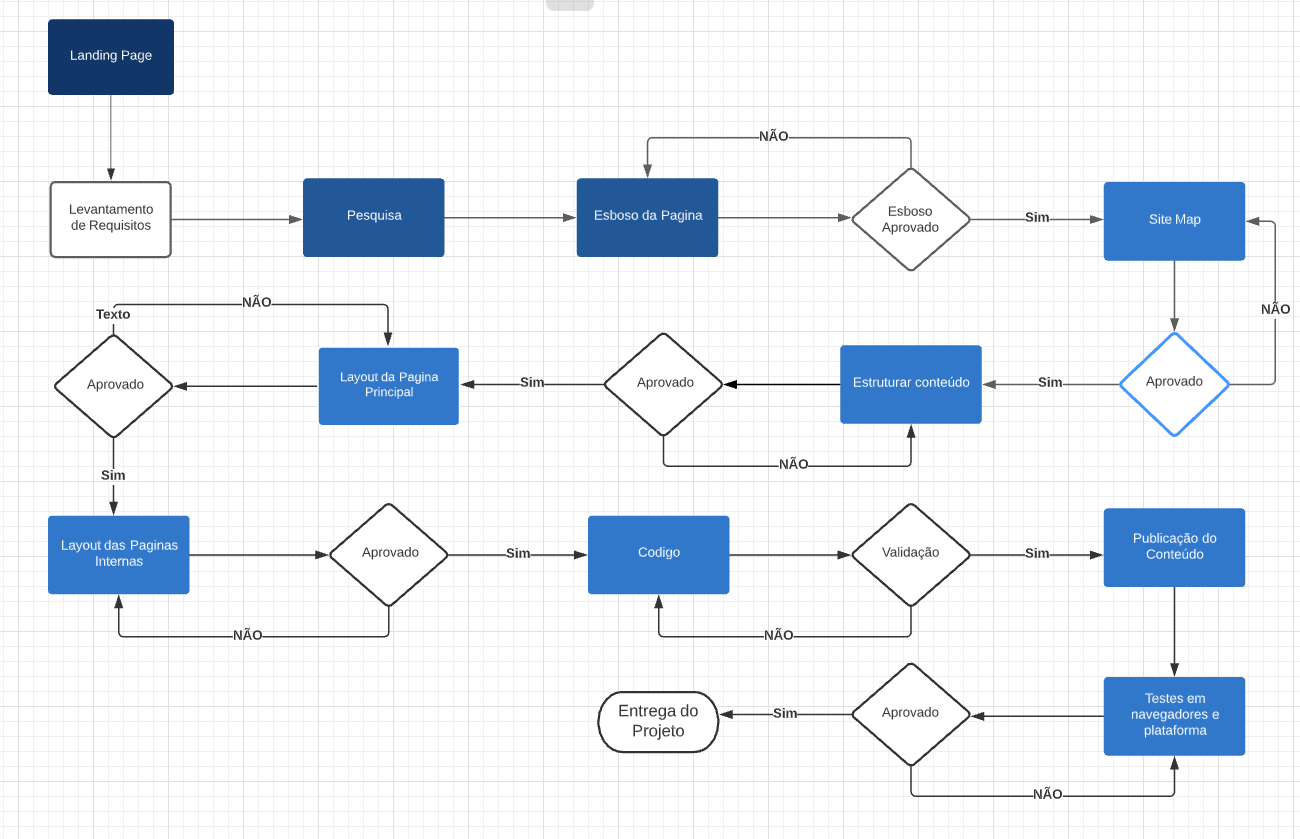 Landing Page
NÃO
Levantamento
de Requisitos
Pesquisa
Esboso da Pagina
Esboso
Aprovado
Sim
Site Map
NÃO
Texto
NÃO
Aprovado
Layout da Pagina
Principal
Sim
Aprovado
Estruturar conteúdo
Sim
Aprovado
NÃO
Sim
Layout das Paginas
Internas
Aprovado
Sim
Codigo
Validação
Sim
Publicação do
Conteúdo
NÃO
NÃO
Entrega do
Projeto
Sim
Aprovado
Testes em
navegadores e
plataforma
NÃO